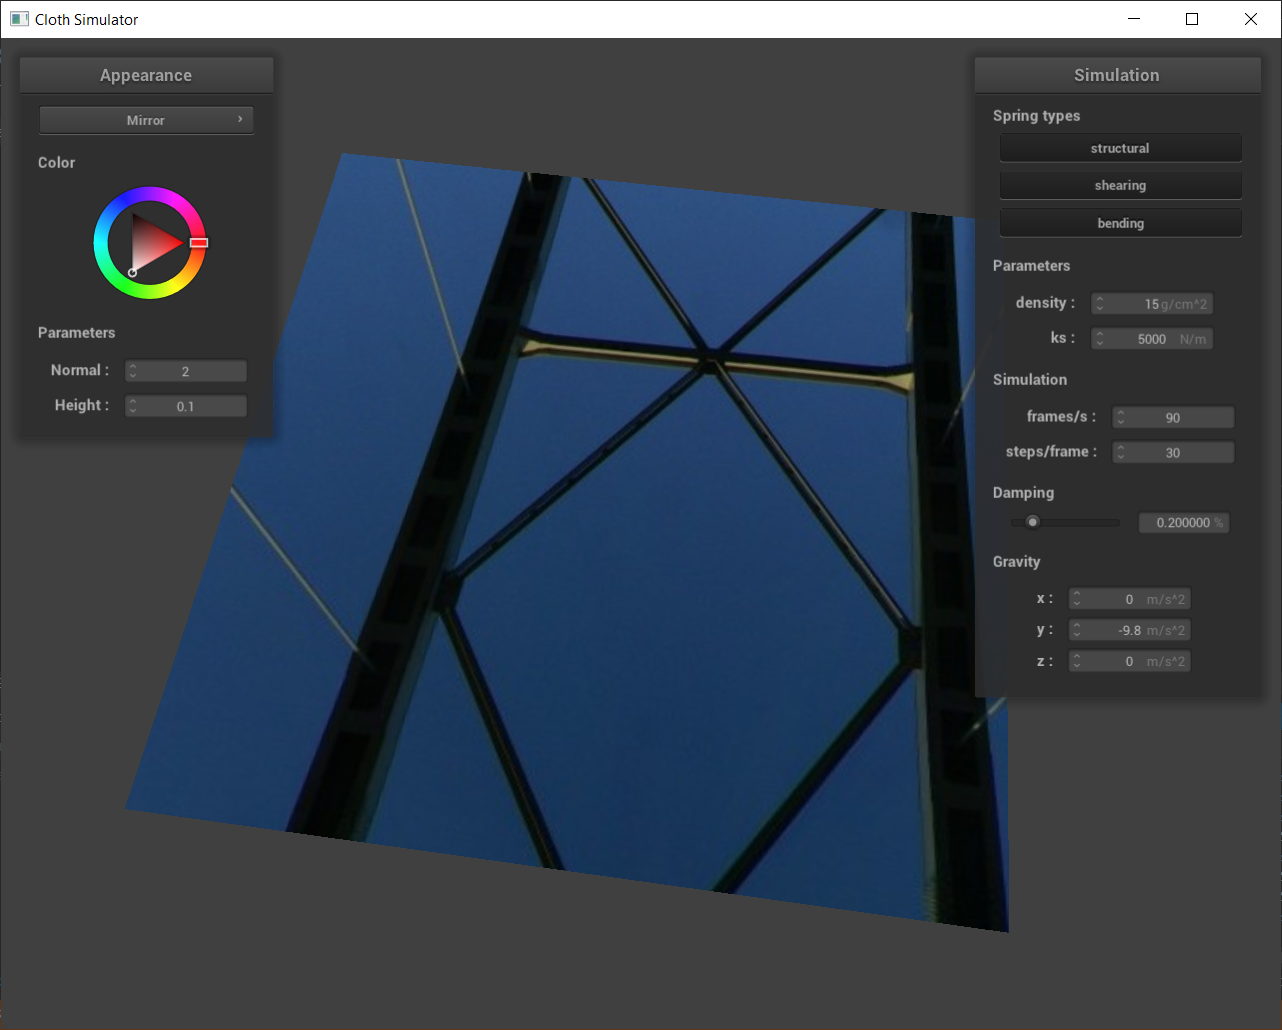 Cloth Simulator
Appearance
Mirror
Color
Parameters
Normal : 2
Height : 0.1
Simulation
Spring types
structural
shearing
bending
Parameters
density : 15 g/cm^2
ks : 5000 N/m
Simulation
frames/s : 90
steps/frame : 30
Damping
0.200000 %
Gravity
x : 0 m/s^2
y : -9.8 m/s^2
z : 0 m/s^2